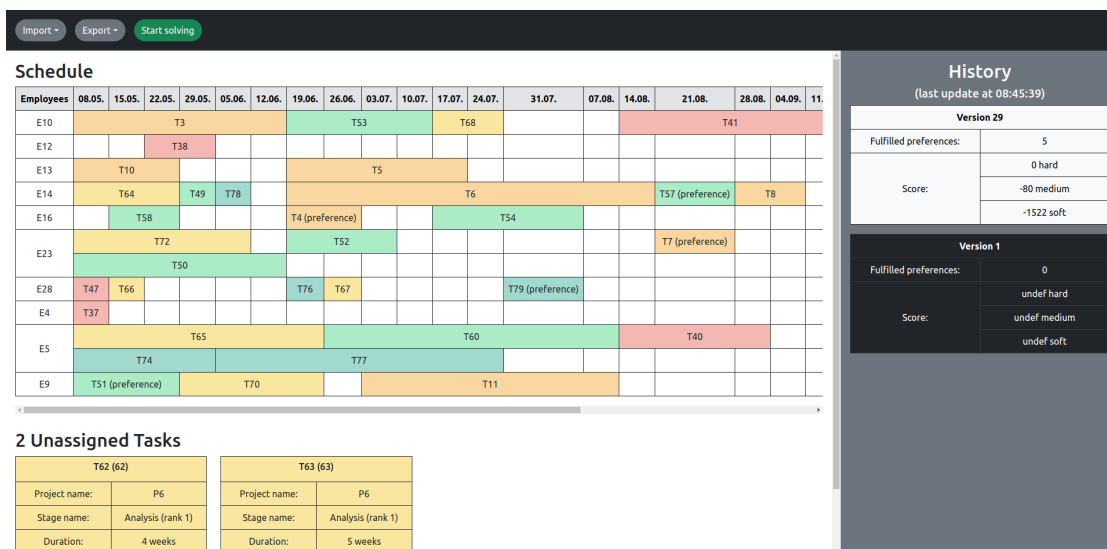 Import Export Start solving
Schedule
Employees 08.05. 15.05. 22.05. 29.05. 05.06. 12.06. 19.06. 26.06. 03.07. 10.07. 17.07. 24.07. 31.07. 07.08. 14.08. 21.08. 28.08. 04.09. 11.
E10 T3 T53 T68 T41
E12 T38
E13 T10 T5
E14 T64 T49 T78 T6 T57 (preference) T8
E16 T58 T4 (preference) T54
E23
T72 T52 T7 (preference)
T50
E28 T47 T66 T76 T67 T79 (preference)
E4 T37
E5
T65 T60 T40
T74 T77
E9 T51 (preference) T70 T11
2 Unassigned Tasks
T62 (62)
Project name: P6
Stage name: Analysis (rank 1)
Duration: 4 weeks
T63 (63)
Project name: P6
Stage name: Analysis (rank 1)
Duration: 5 weeks
History
(last update at 08:45:39)
Version 29
Fulfilled preferences: 5
Score:
0 hard
-80 medium
-1522 soft
Version 1
Fulfilled preferences: 0
Score:
undef hard
undef medium
undef soft